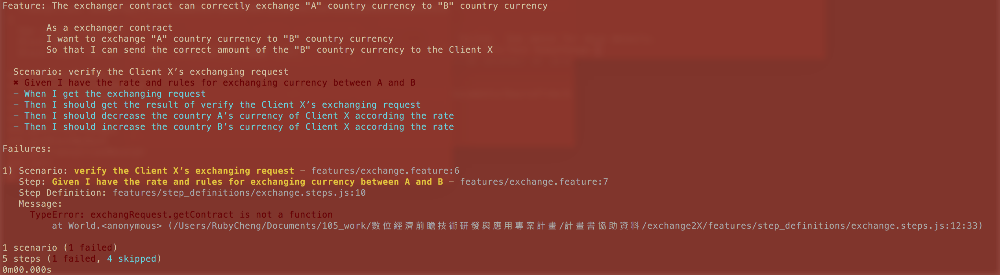 Feature: The exchanger contract can correctly exchange "A" country currency to "B" country currency
As a exchanger contract
I want to exchange "A" country currency to "B" country currency
So that I can send the correct amount of the "B" country currency to the Client X
Scenario: verify the Client X’s exchanging request
✖ Given I have the rate and rules for exchanging currency between A and B
- When I get the exchanging request
- Then I should get the result of verify the Client X’s exchanging request
- Then I should decrease the country A’s currency of Client X according the rate
- Then I should increase the country B’s currency of Client X according the rate
Failures:
1) Scenario: verify the Client X’s exchanging request - features/exchange.feature:6
Step: Given I have the rate and rules for exchanging currency between A and B - features/exchange.feature:7
Step Definition: features/step_definitions/exchange.steps.js:10
Message:
TypeError: exchangRequest.getContract is not a function
at World.<anonymous> (/Users/RubyCheng/Documents/105_work/數位經濟前瞻技術研發與應用專案計畫/計畫書協助資料/exchange2X/features/step_definitions/exchange.steps.js:12:33)
1 scenario (1 failed)
5 steps (1 failed, 4 skipped)
0m00.000s